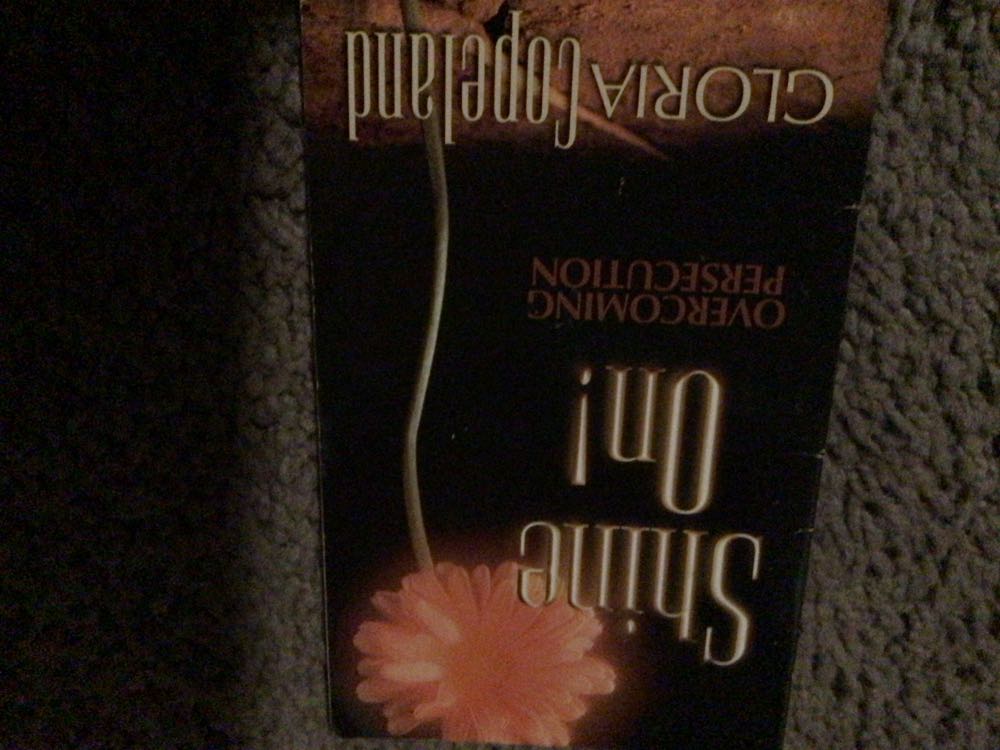 Shine
On!
OVERCOMING
PERSECUTION
GLORIA Copeland